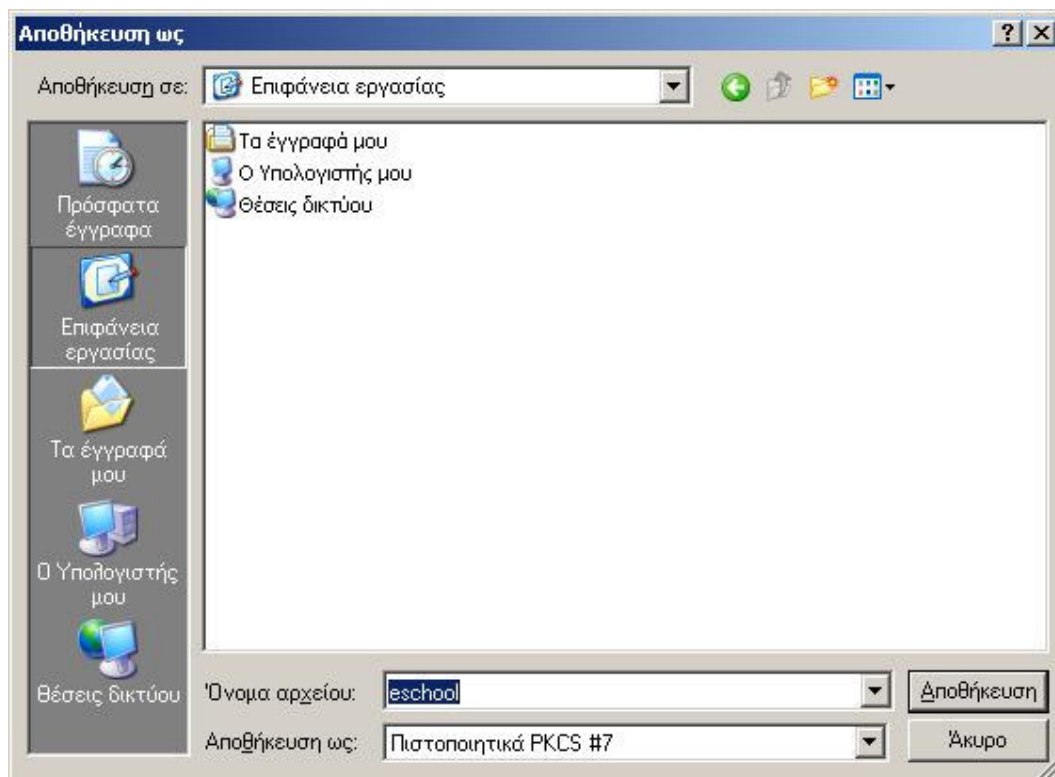 Αποθήκευση ως
Αποθήκευση σε:
Επιφάνεια εργασίας
Πρόσφατα
έγγραφα
Επιφάνεια
εργασίας
Τα έγγραφά
μου
Ο Υπολογιστής
μου
Θέσεις δικτύου
Τα έγγραφά μου
Ο Υπολογιστής μου
Θέσεις δικτύου
Όνομα αρχείου:
eschool
Αποθήκευση
Αποθήκευση ως:
Πιστοποιητικά PKCS #7
Άκυρο